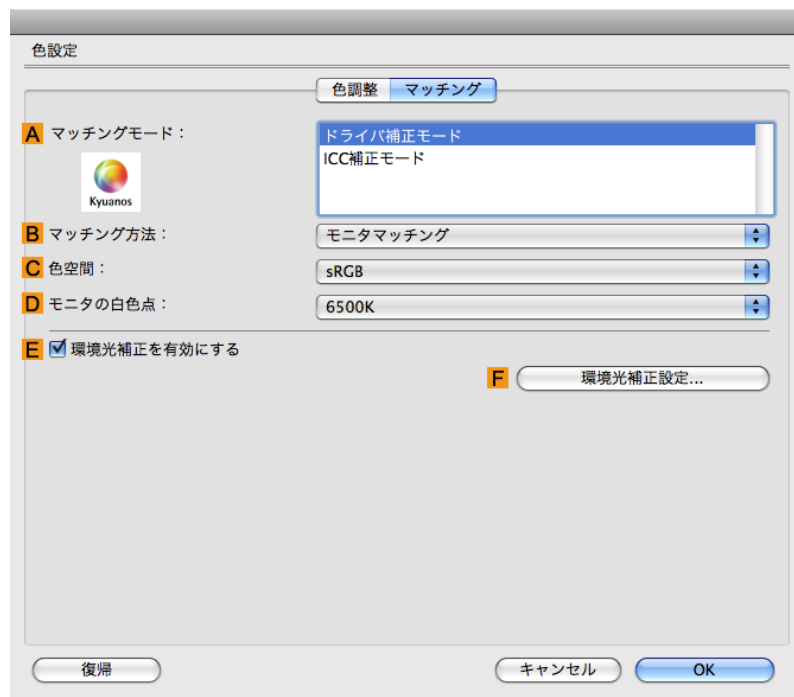 色設定
色調整 マッチング
A マッチングモード： ドライバ補正モード
ICC補正モード
Kyuanos
B マッチング方法： モニタマッチング
C 色空間： sRGB
D モニタの白色点： 6500K
E 環境光補正を有効にする
F 環境光補正設定...
復帰 キャンセル OK